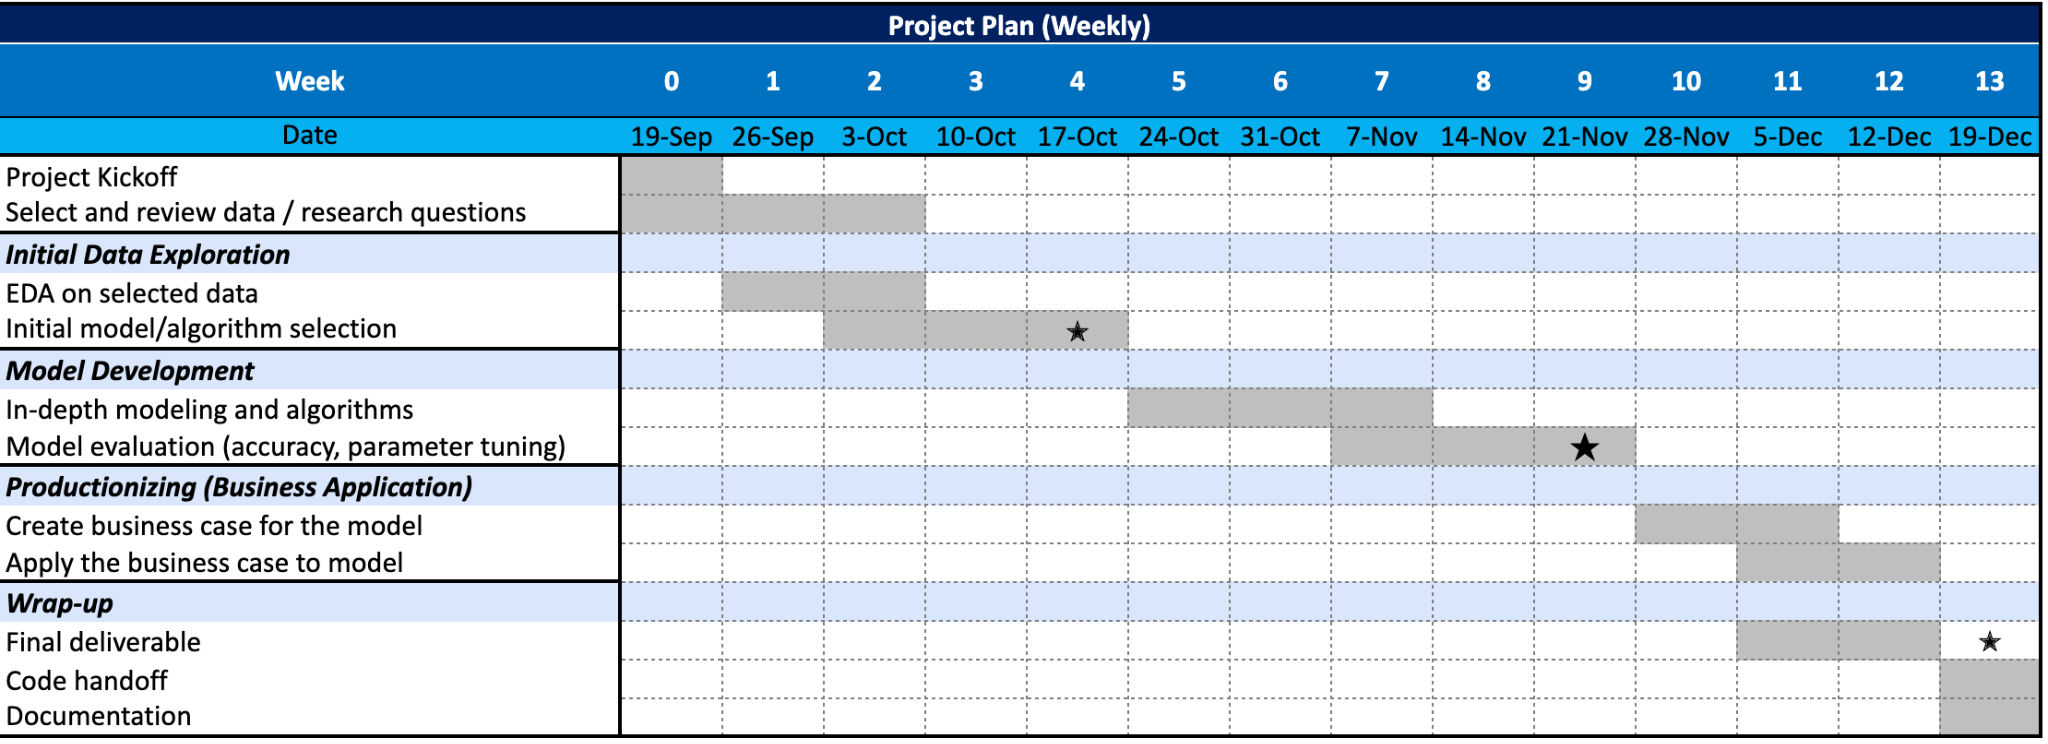 Project Plan (Weekly)
Week 0 1 2 3 4 5 6 7 8 9 10 11 12 13
Date 19-Sep 26-Sep 3-Oct 10-Oct 17-Oct 24-Oct 31-Oct 7-Nov 14-Nov 21-Nov 28-Nov 5-Dec 12-Dec 19-Dec
Project Kickoff
Select and review data / research questions
Initial Data Exploration
EDA on selected data
Initial model/algorithm selection
Model Development
In-depth modeling and algorithms
Model evaluation (accuracy, parameter tuning)
Productionizing (Business Application)
Create business case for the model
Apply the business case to model
Wrap-up
Final deliverable
Code handoff
Documentation